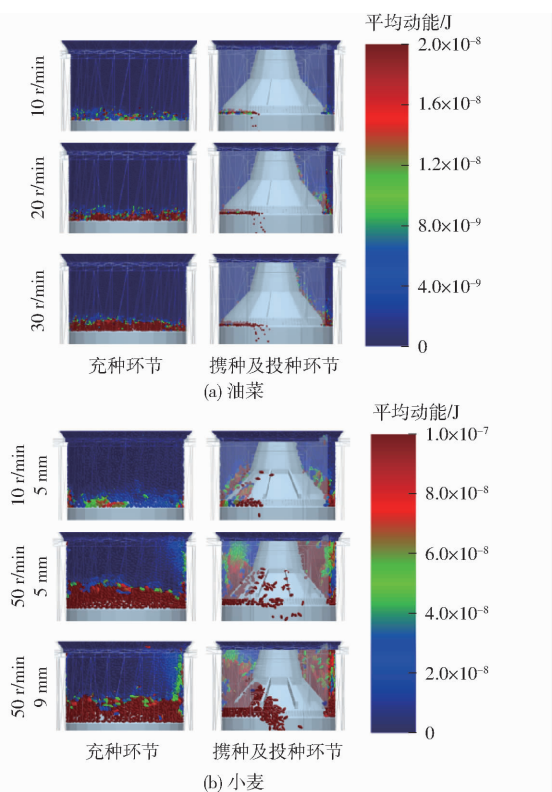 平均动能/J
2.0×10⁻⁸
1.6×10⁻⁸
1.2×10⁻⁸
8.0×10⁻⁹
4.0×10⁻⁹
0
10 r/min
20 r/min
30 r/min
充种环节 携种及投种环节
(a) 油菜
平均动能/J
1.0×10⁻⁷
8.0×10⁻⁸
6.0×10⁻⁸
4.0×10⁻⁸
2.0×10⁻⁸
0
10 r/min
5 mm
50 r/min
5 mm
50 r/min
9 mm
充种环节 携种及投种环节
(b) 小麦